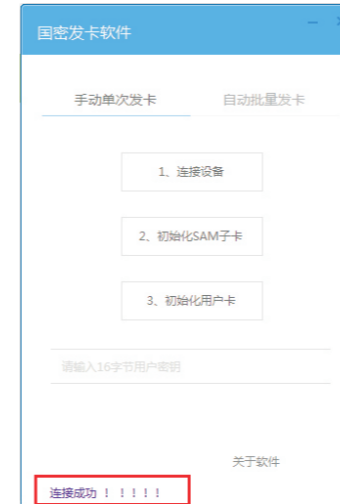 国密发卡软件
手动单次发卡 自动批量发卡
1、连接设备
2、初始化SAM子卡
3、初始化用户卡
请输入16字节用户密钥
关于软件
连接成功！！！！！